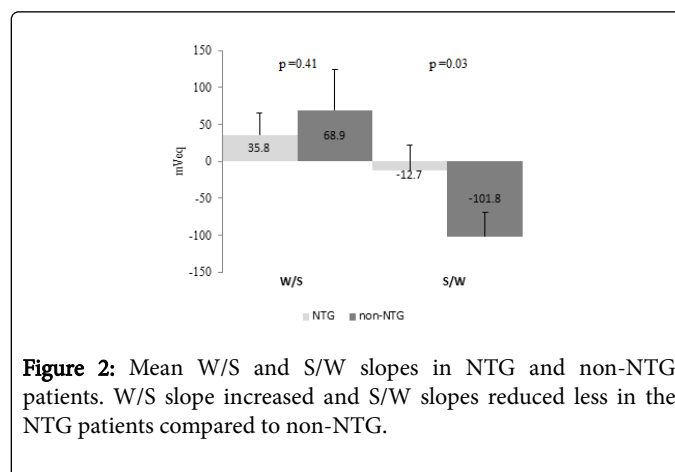 150
p=0.41
p=0.03
100
50
68.9
35.8
0
mVeq
-12.7
-50
-101.8
-100
-150
W/S
S/W
NTG
non-NTG
Figure 2: Mean W/S and S/W slopes in NTG and non-NTG
patients. W/S slope increased and S/W slopes reduced less in the
NTG patients compared to non-NTG.